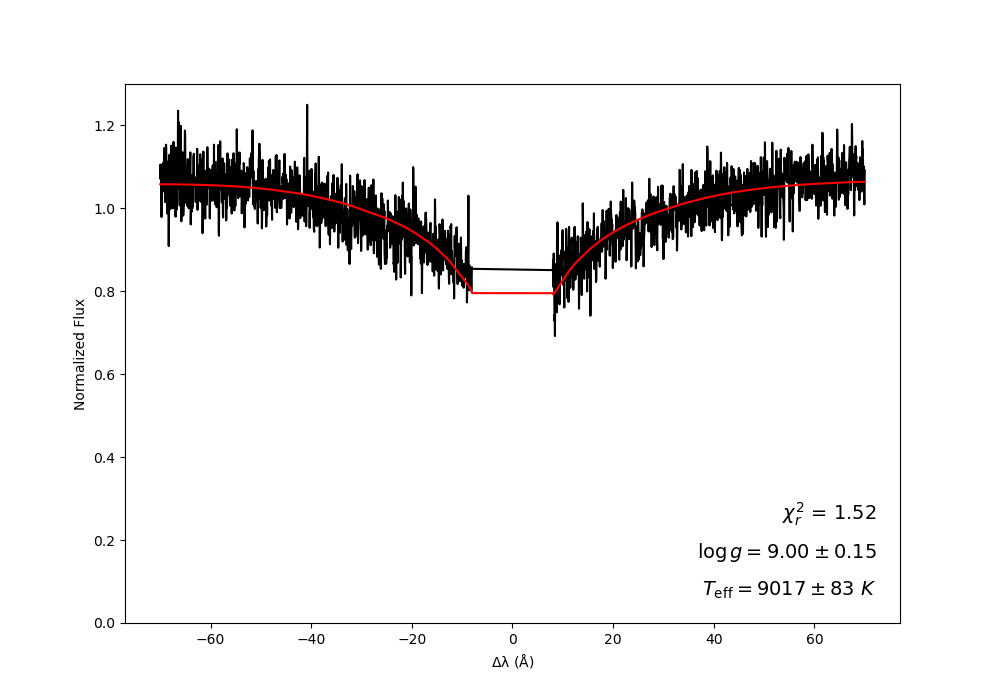 1.2
1.0
0.8
0.6
0.4
0.2
0.0
Normalized Flux
χ²ᵣ = 1.52
log g = 9.00 ± 0.15
T_eff = 9017 ± 83 K
−60 −40 −20 0 20 40 60
Δλ (Å)